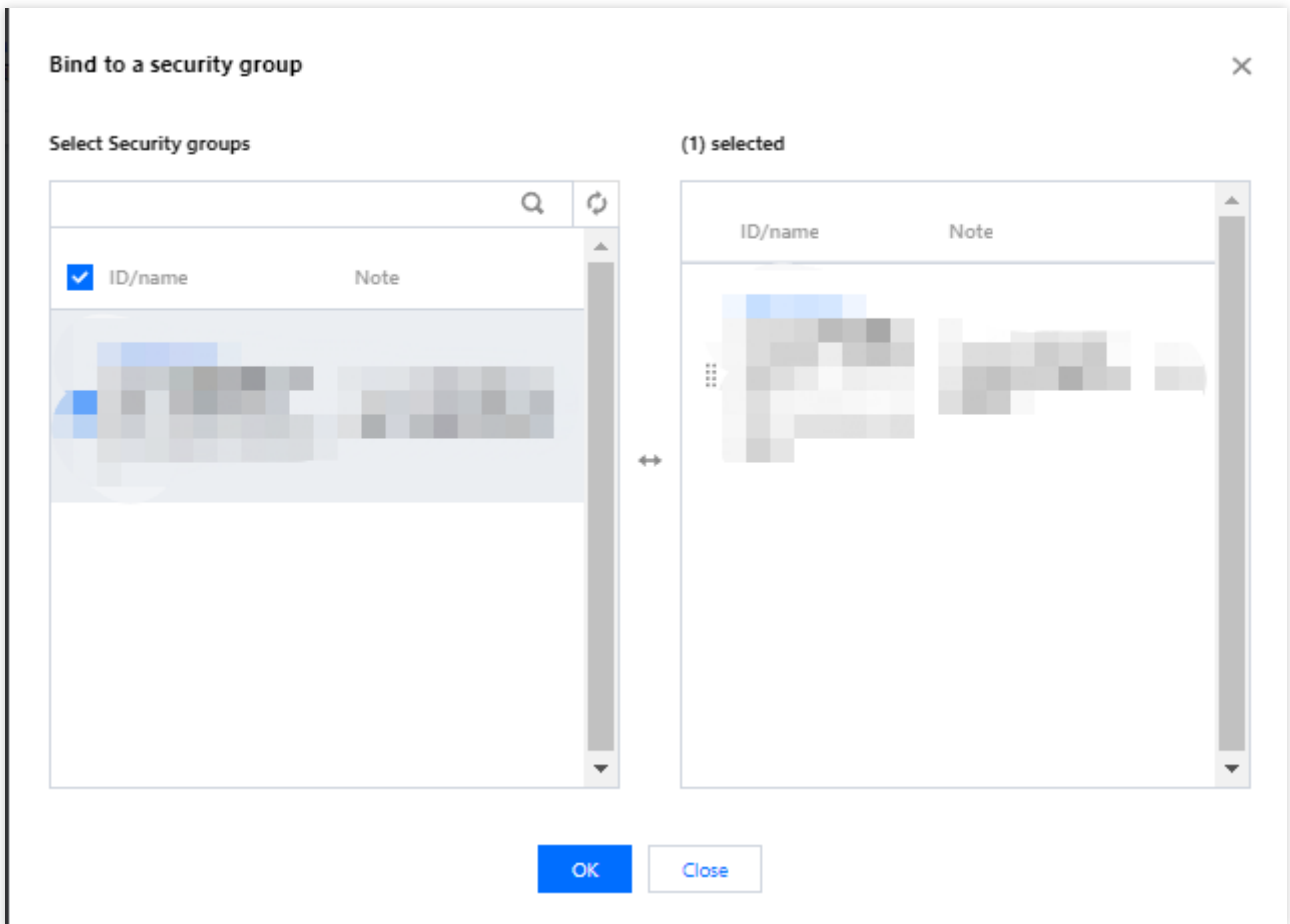 Bind to a security group
Select Security groups
(1) selected
ID/name Note
ID/name Note
OK Close